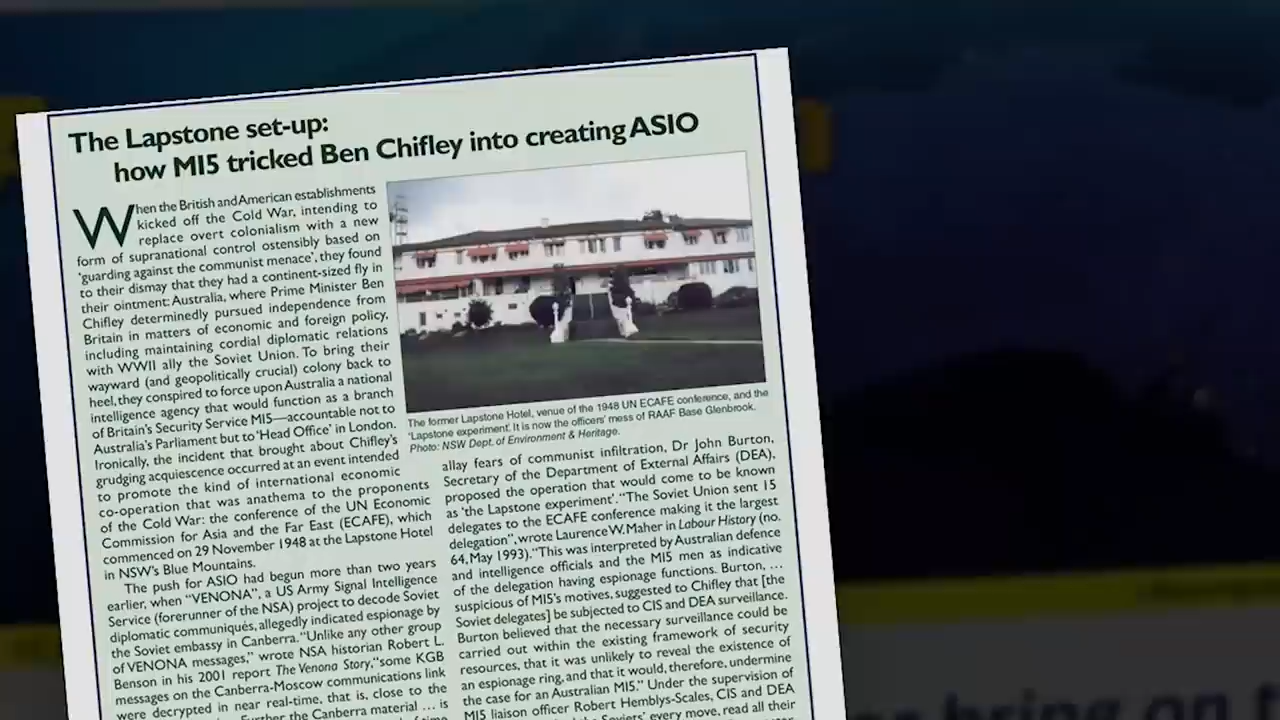 The Lapstone set-up:
how MI5 tricked Ben Chifley into creating ASIO
When the British and American establishments
kicked off the Cold War, intending to
replace overt colonialism with a new
form of supranational control ostensibly based on
'guarding against the communist menace', they found
to their dismay that they had a continent-sized fly in
their ointment: Australia, where Prime Minister Ben
Chifley determinedly pursued independence from
Britain in matters of economic and foreign policy,
including maintaining cordial diplomatic relations
with WWII ally the Soviet Union. To bring their
wayward (and geopolitically crucial) colony back to
heel, they conspired to force upon Australia a national
intelligence agency that would function as a branch
of Britain's Security Service MI5—accountable not to
Australia's Parliament but to 'Head Office' in London.
Ironically, the incident that brought about Chifley's
grudging acquiescence occurred at an event intended
to promote the kind of international economic
co-operation that was anathema to the proponents
of the Cold War: the conference of the UN Economic
Commission for Asia and the Far East (ECAFE), which
commenced on 29 November 1948 at the Lapstone Hotel
in NSW's Blue Mountains.
The push for ASIO had begun more than two years
earlier, when "VENONA", a US Army Signal Intelligence
Service (forerunner of the NSA) project to decode Soviet
diplomatic communiqués, allegedly indicated espionage by
the Soviet embassy in Canberra. "Unlike any other group
of VENONA messages," wrote NSA historian Robert L.
Benson in his 2001 report The Venona Story, "some KGB
messages on the Canberra-Moscow communications link
were decrypted in near real-time, that is, close to the
Further the Canberra material … is
of time
The former Lapstone Hotel, venue of the 1948 UN ECAFE conference, and the
'Lapstone experiment'. It is now the officers' mess of RAAF Base Glenbrook.
Photo: NSW Dept. of Environment & Heritage.
allay fears of communist infiltration, Dr John Burton,
Secretary of the Department of External Affairs (DEA),
proposed the operation that would come to be known
as 'the Lapstone experiment'. "The Soviet Union sent 15
delegates to the ECAFE conference making it the largest
delegation", wrote Laurence W. Maher in Labour History (no.
64, May 1993). "This was interpreted by Australian defence
and intelligence officials and the MI5 men as indicative
of the delegation having espionage functions. Burton, …
suspicious of MI5's motives, suggested to Chifley that [the
Soviet delegates] be subjected to CIS and DEA surveillance.
Burton believed that the necessary surveillance could be
carried out within the existing framework of security
resources, that it was unlikely to reveal the existence of
an espionage ring, and that it would, therefore, undermine
the case for an Australian MI5." Under the supervision of
MI5 liaison officer Robert Hemblys-Scales, CIS and DEA
the Soviets' every move, read all their
bring on